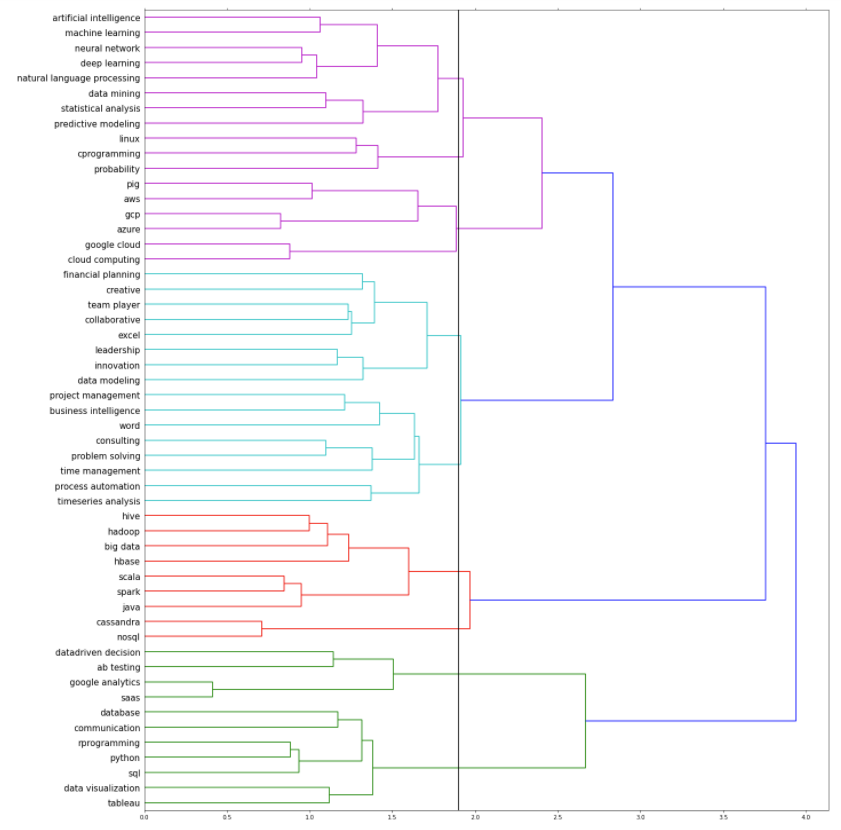 artificial intelligence
machine learning
neural network
deep learning
natural language processing
data mining
statistical analysis
predictive modeling
linux
cprogramming
probability
pig
aws
gcp
azure
google cloud
cloud computing
financial planning
creative
team player
collaborative
excel
leadership
innovation
data modeling
project management
business intelligence
word
consulting
problem solving
time management
process automation
timeseries analysis
hive
hadoop
big data
hbase
scala
spark
java
cassandra
nosql
datadriven decision
ab testing
google analytics
saas
database
communication
rprogramming
python
sql
data visualization
tableau
0.0 0.5 1.0 1.5 2.0 2.5 3.0 3.5 4.0